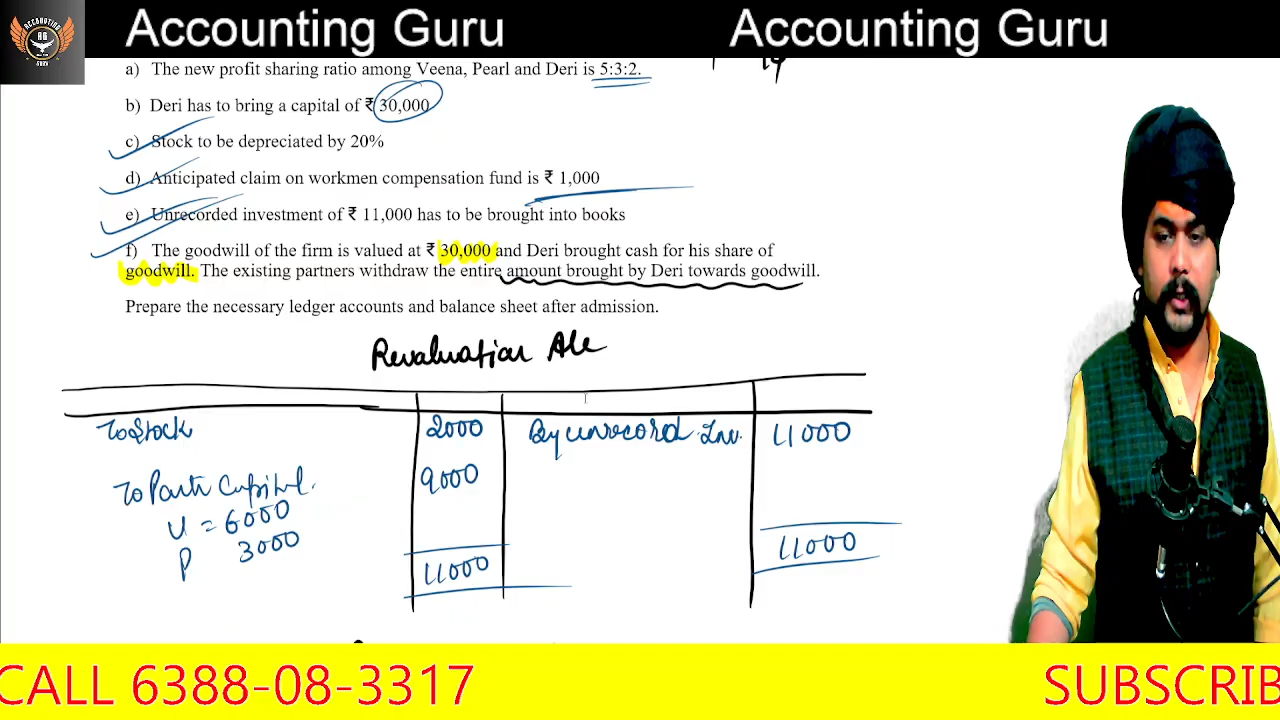 Accounting Guru
Accounting Guru
ACCOUNTING
AG
GURU
a) The new profit sharing ratio among Veena, Pearl and Deri is 5:3:2.
b) Deri has to bring a capital of ₹ 30,000
c) Stock to be depreciated by 20%
d) Anticipated claim on workmen compensation fund is ₹ 1,000
e) Unrecorded investment of ₹ 11,000 has to be brought into books
f) The goodwill of the firm is valued at ₹ 30,000 and Deri brought cash for his share of
goodwill. The existing partners withdraw the entire amount brought by Deri towards goodwill.
Prepare the necessary ledger accounts and balance sheet after admission.
Revaluation A/c
To Stock 2000 By unrecord. Inv. 11000
To Part Capital. 9000
V = 6000
P 3000
11000 11000
CALL 6388-08-3317
SUBSCRIB